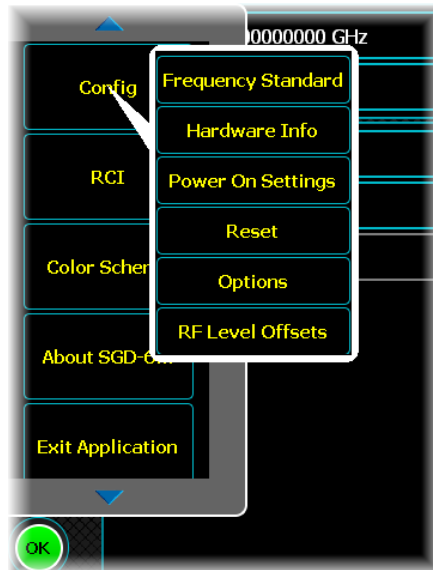 00000000 GHz
Config
Frequency Standard
Hardware Info
RCI
Power On Settings
Reset
Color Scher
Options
RF Level Offsets
About SGD-6...
Exit Application
OK